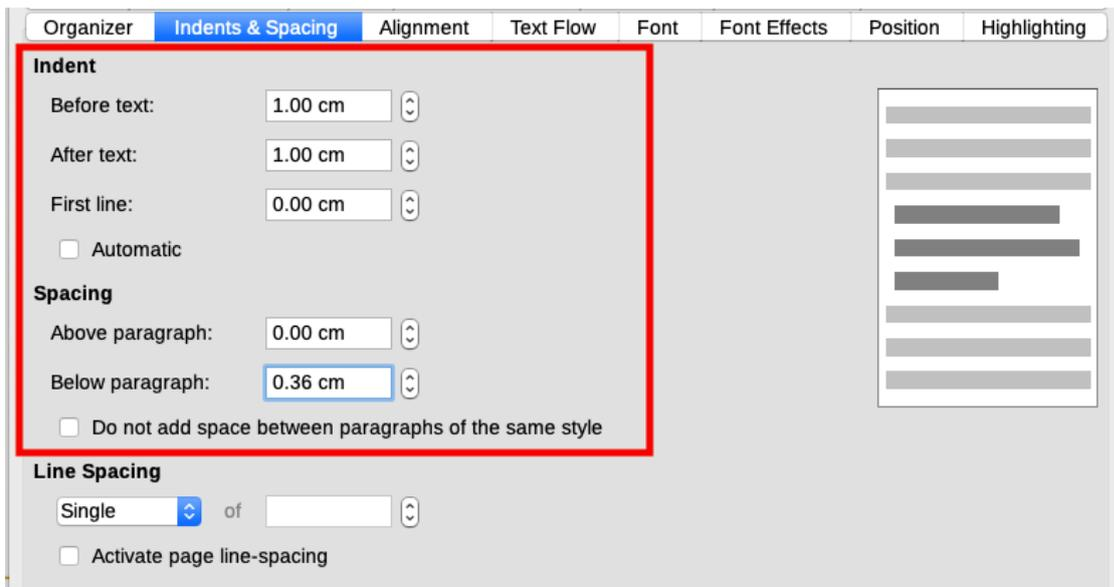 Organizer Indents & Spacing Alignment Text Flow Font Font Effects Position Highlighting
Indent
Before text: 1.00 cm
After text: 1.00 cm
First line: 0.00 cm
Automatic
Spacing
Above paragraph: 0.00 cm
Below paragraph: 0.36 cm
Do not add space between paragraphs of the same style
Line Spacing
Single of
Activate page line-spacing